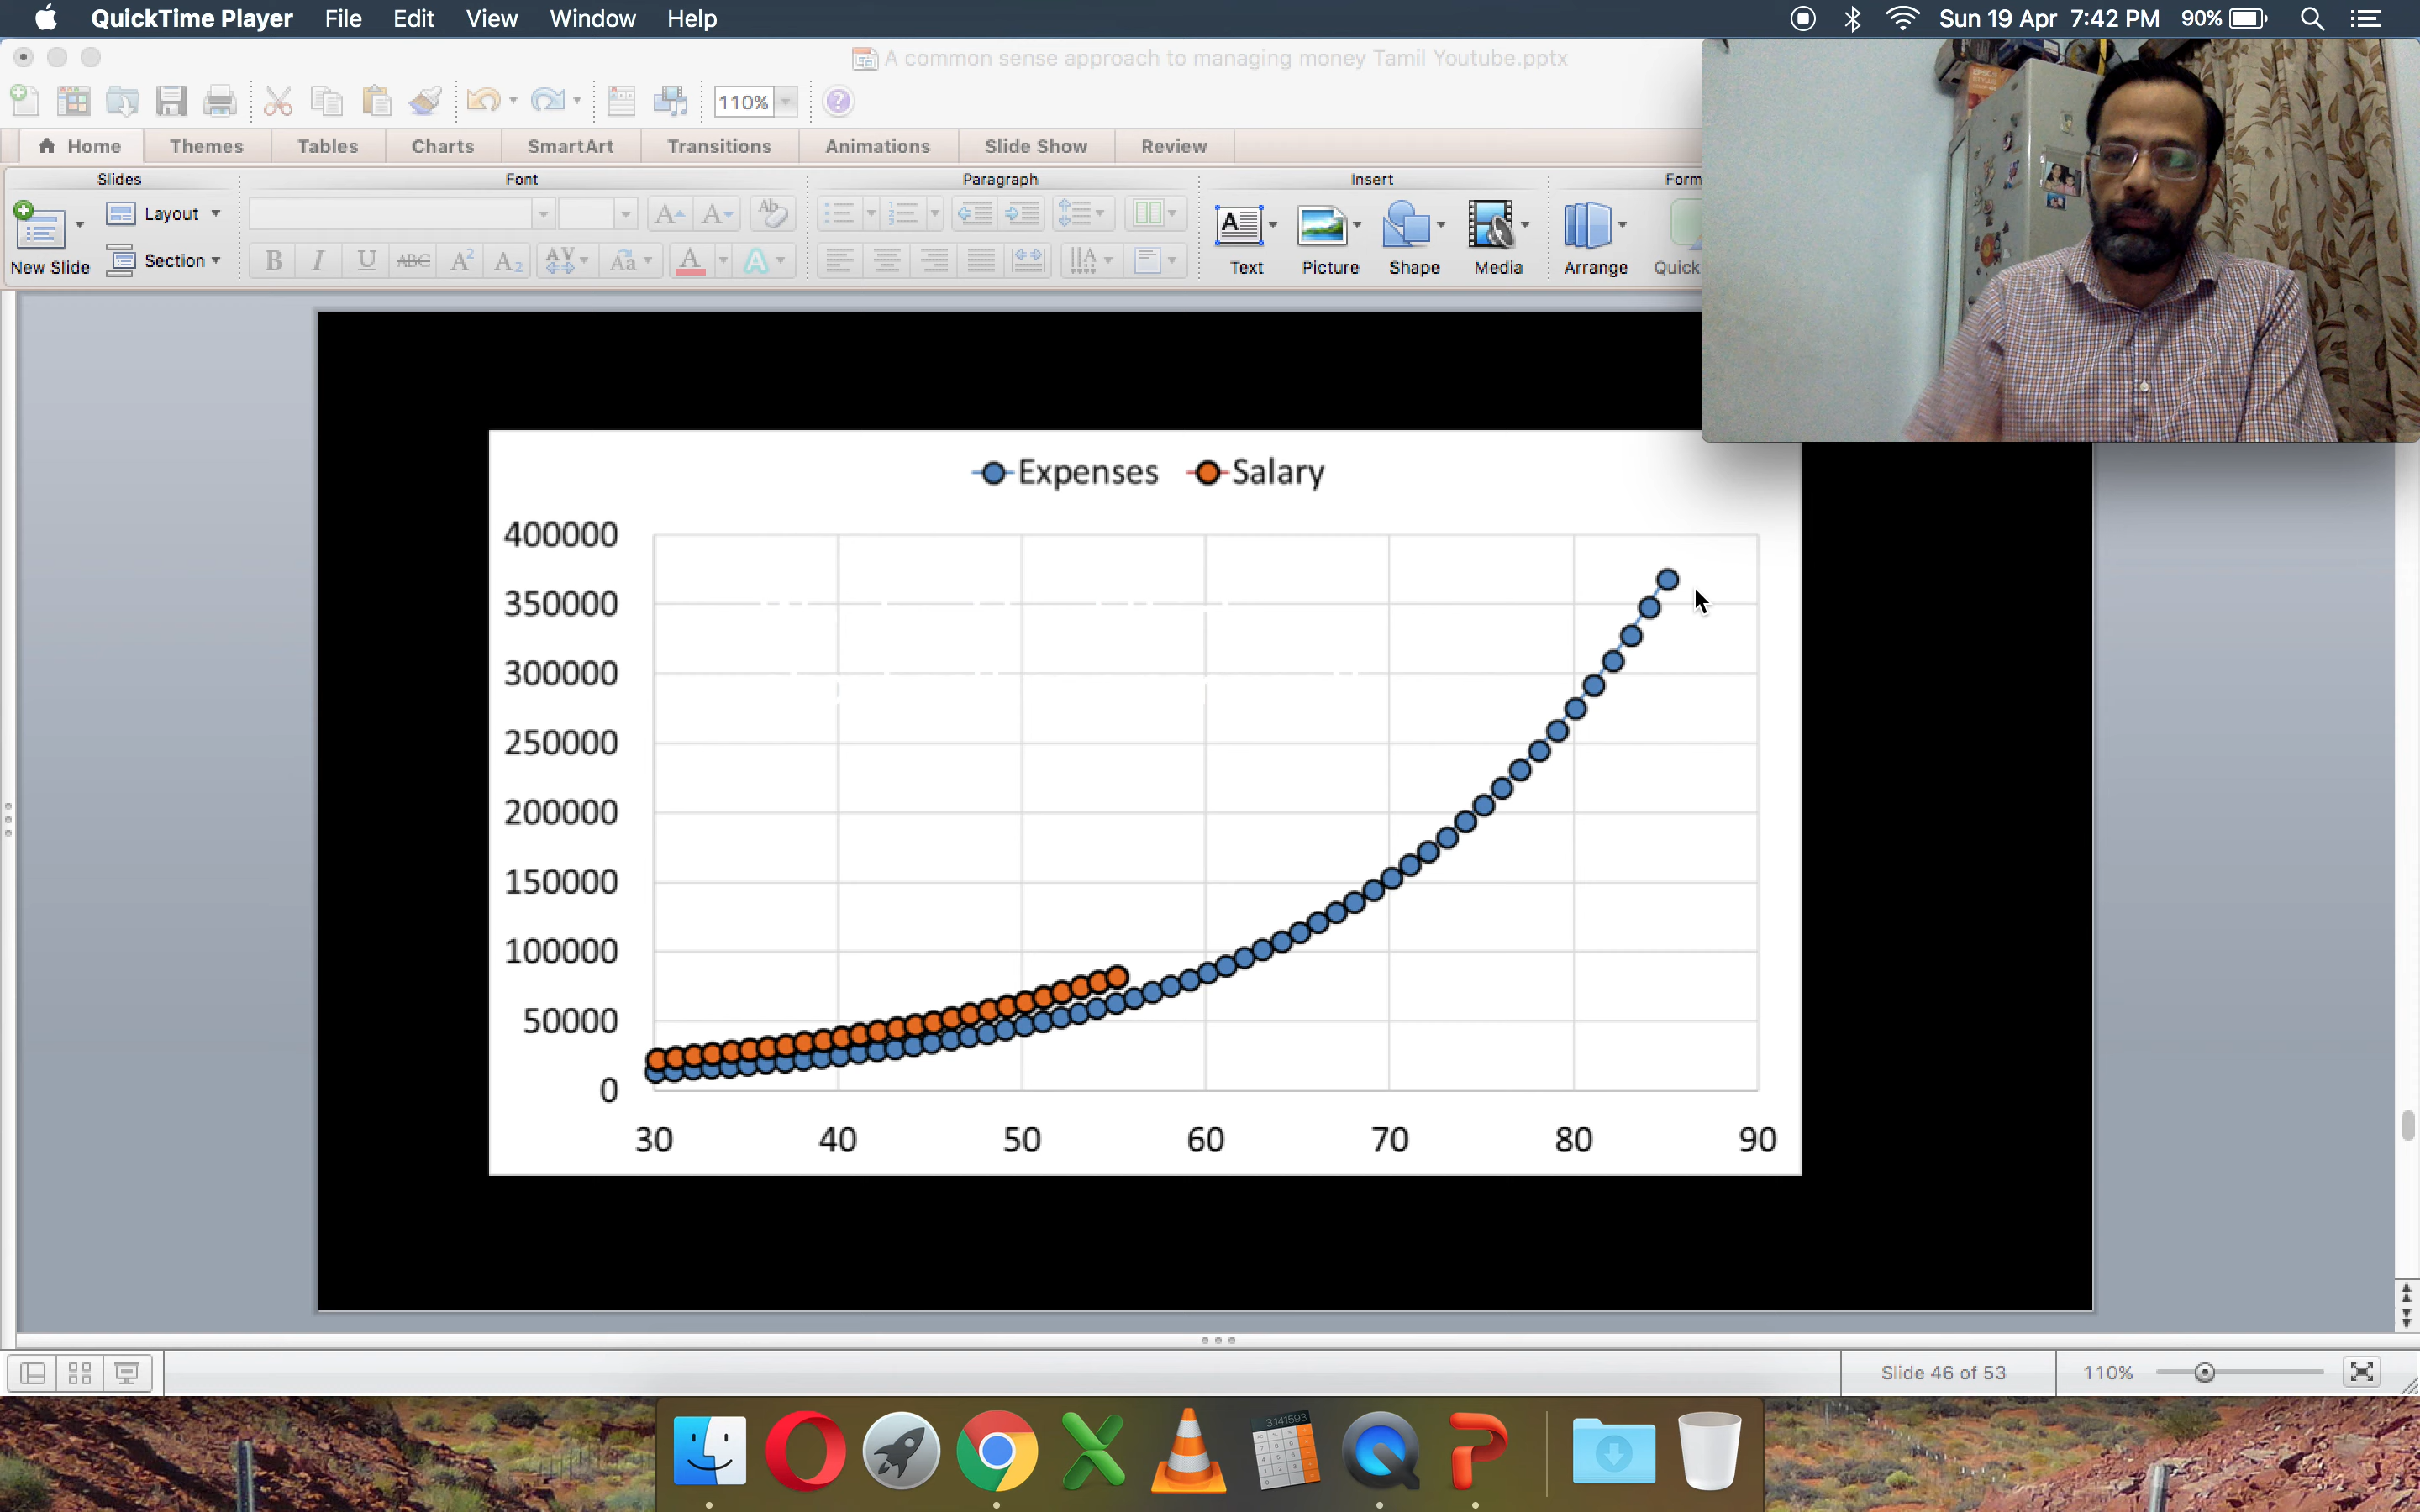 QuickTime Player File Edit View Window Help Sun 19 Apr 7:42 PM 90%
A common sense approach to managing money Tamil Youtube.pptx
110% ?
Home Themes Tables Charts SmartArt Transitions Animations Slide Show Review
Slides Font Paragraph Insert Form
Layout
Section
New Slide
Text Picture Shape Media Arrange Quick
Expenses Salary
400000
350000
300000
250000
200000
150000
100000
50000
0
30 40 50 60 70 80 90
Slide 46 of 53 110%
3.141593